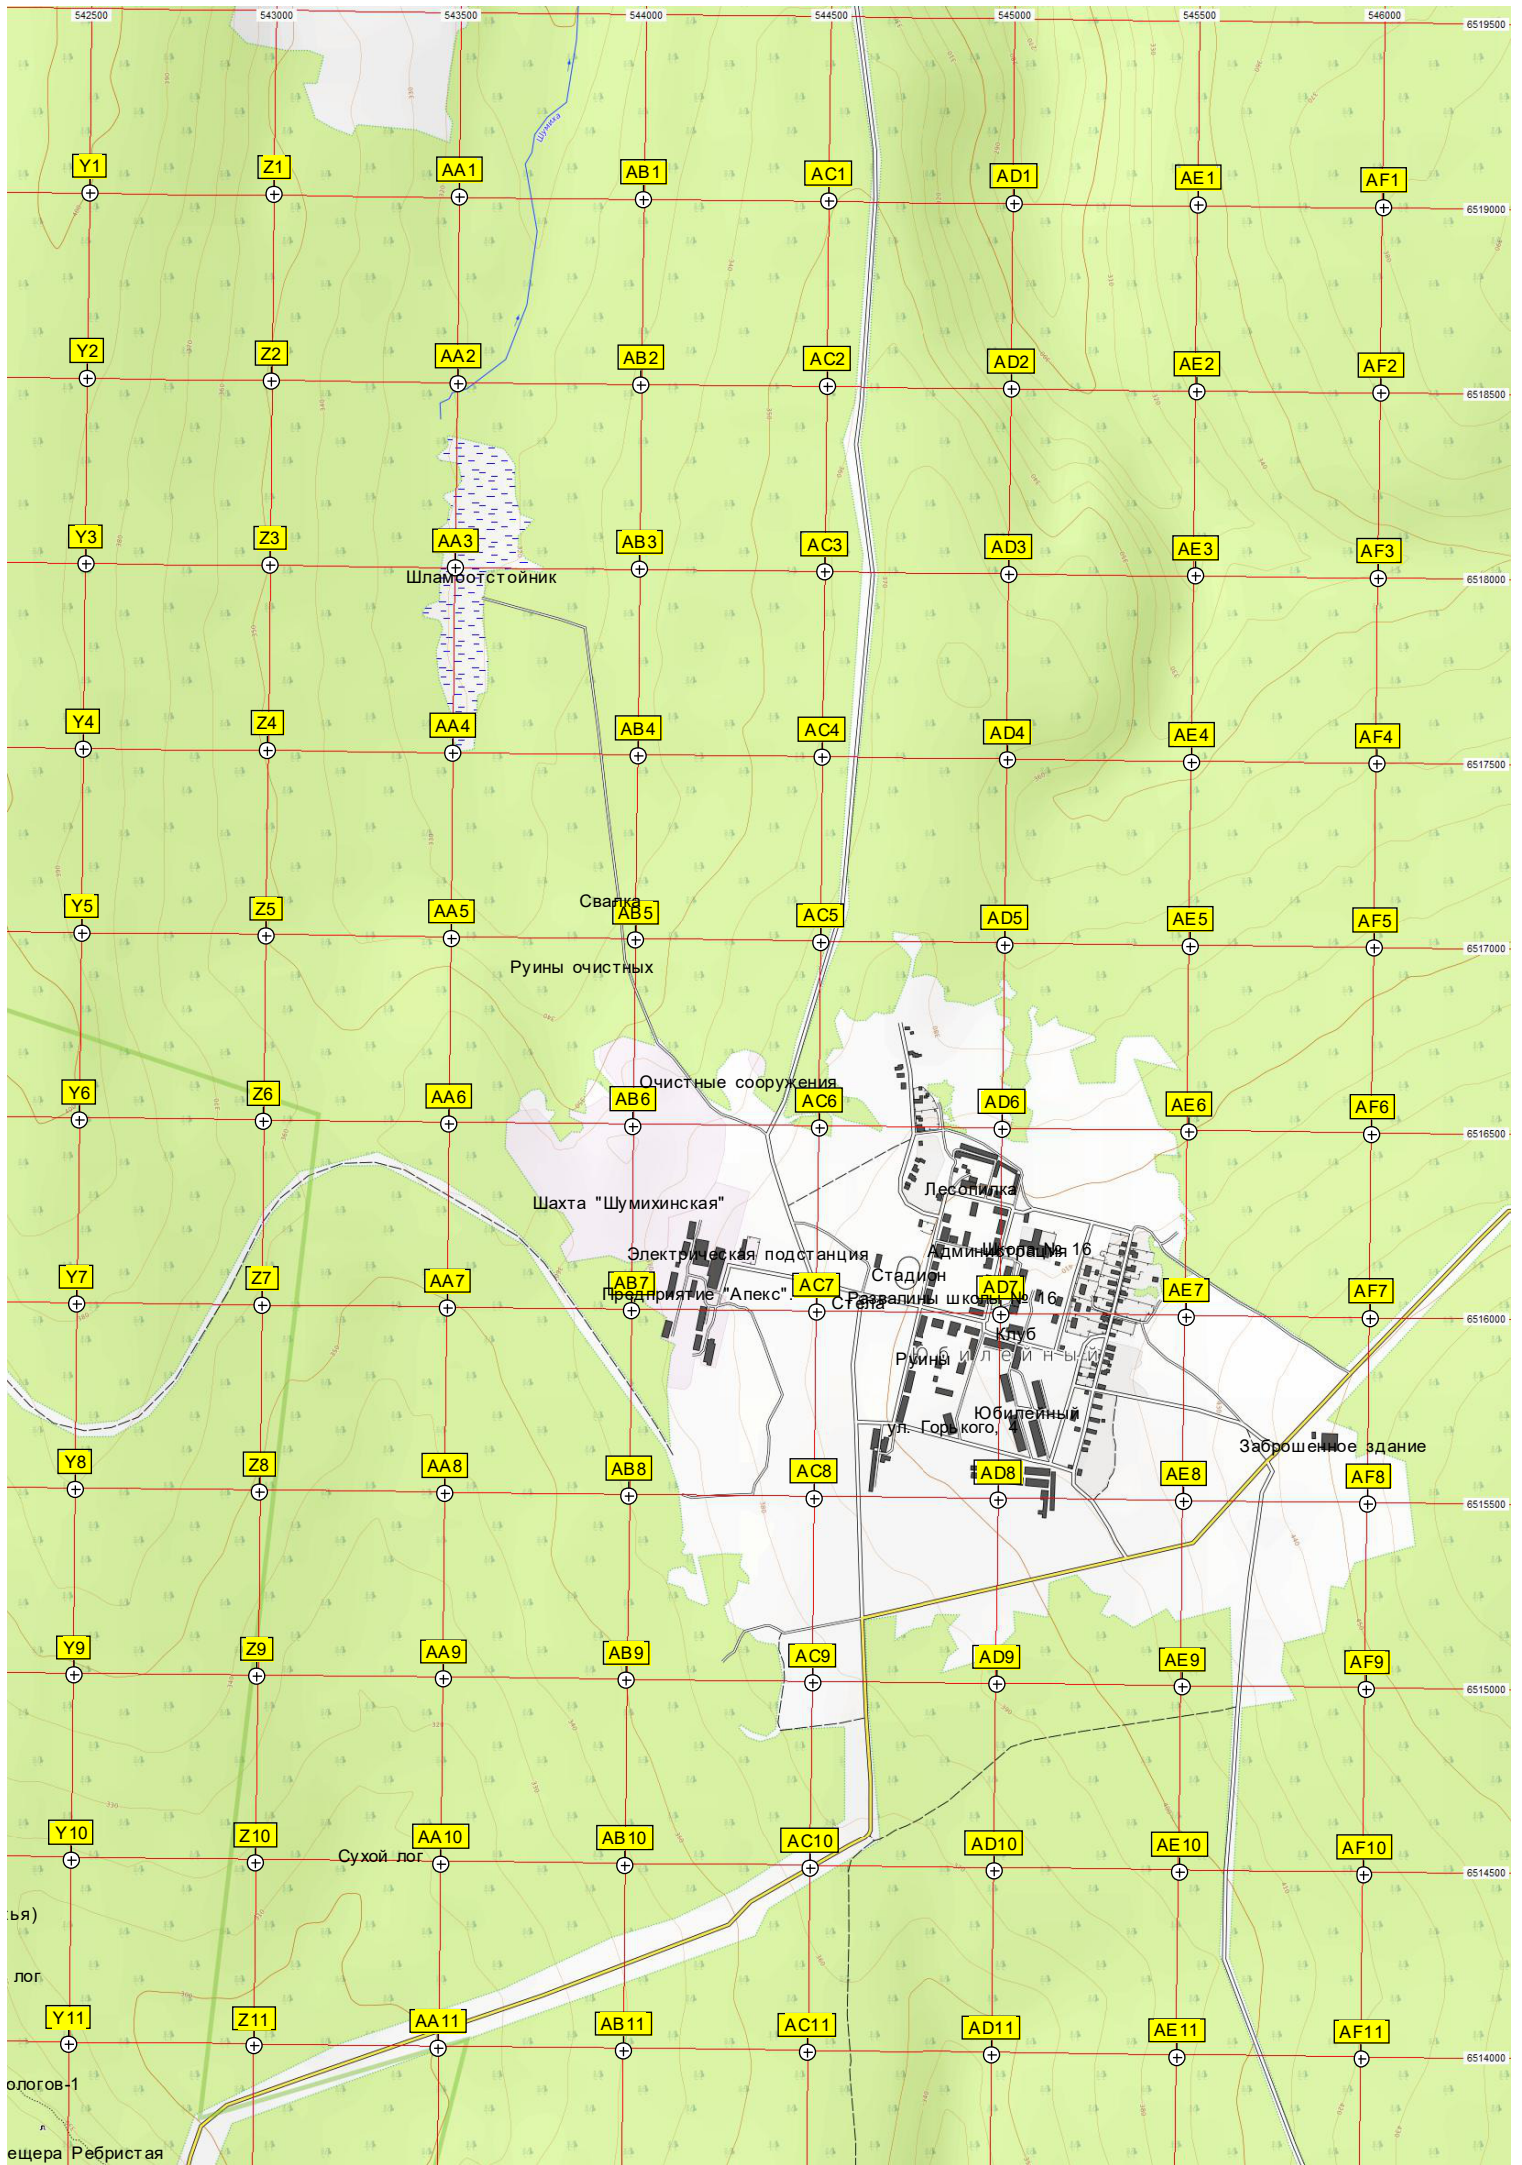 542500 543000 543500 544000 544500 545000 545500 546000
6519500
Шумиха
Y1 Z1 AA1 AB1 AC1 AD1 AE1 AF1
6519000
Y2 Z2 AA2 AB2 AC2 AD2 AE2 AF2
6518500
Y3 Z3 AA3 AB3 AC3 AD3 AE3 AF3
Шламоотстойник
6518000
Y4 Z4 AA4 AB4 AC4 AD4 AE4 AF4
6517500
Свалка
Y5 Z5 AA5 AB5 AC5 AD5 AE5 AF5
6517000
Руины очистных
Очистные сооружения
Y6 Z6 AA6 AB6 AC6 AD6 AE6 AF6
6516500
Лесопилка
Шахта "Шумихинская"
Администрация
Школа № 16
Электрическая подстанция
Стадион
Y7 Z7 AA7 AB7 AC7 AD7 AE7 AF7
Предприятие "Апекс".
Развалины школы № 16
Стела
6516000
Клуб
Юбилейный
Руины
Юбилейный
ул. Горького, 4
Заброшенное здание
Y8 Z8 AA8 AB8 AC8 AD8 AE8 AF8
6515500
Y9 Z9 AA9 AB9 AC9 AD9 AE9 AF9
6515000
Y10 Z10 AA10 AB10 AC10 AD10 AE10 AF10
Сухой лог
6514500
ья)
лог
Y11 Z11 AA11 AB11 AC11 AD11 AE11 AF11
6514000
ологов-1
ещера Ребристая